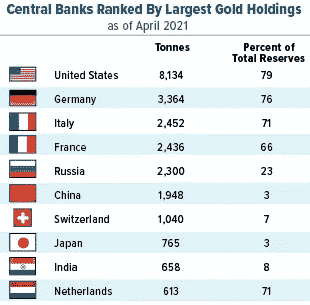 Central Banks Ranked By Largest Gold Holdings
as of April 2021
Tonnes Percent of
Total Reserves
United States 8,134 79
Germany 3,364 76
Italy 2,452 71
France 2,436 66
Russia 2,300 23
China 1,948 3
Switzerland 1,040 7
Japan 765 3
India 658 8
Netherlands 613 71